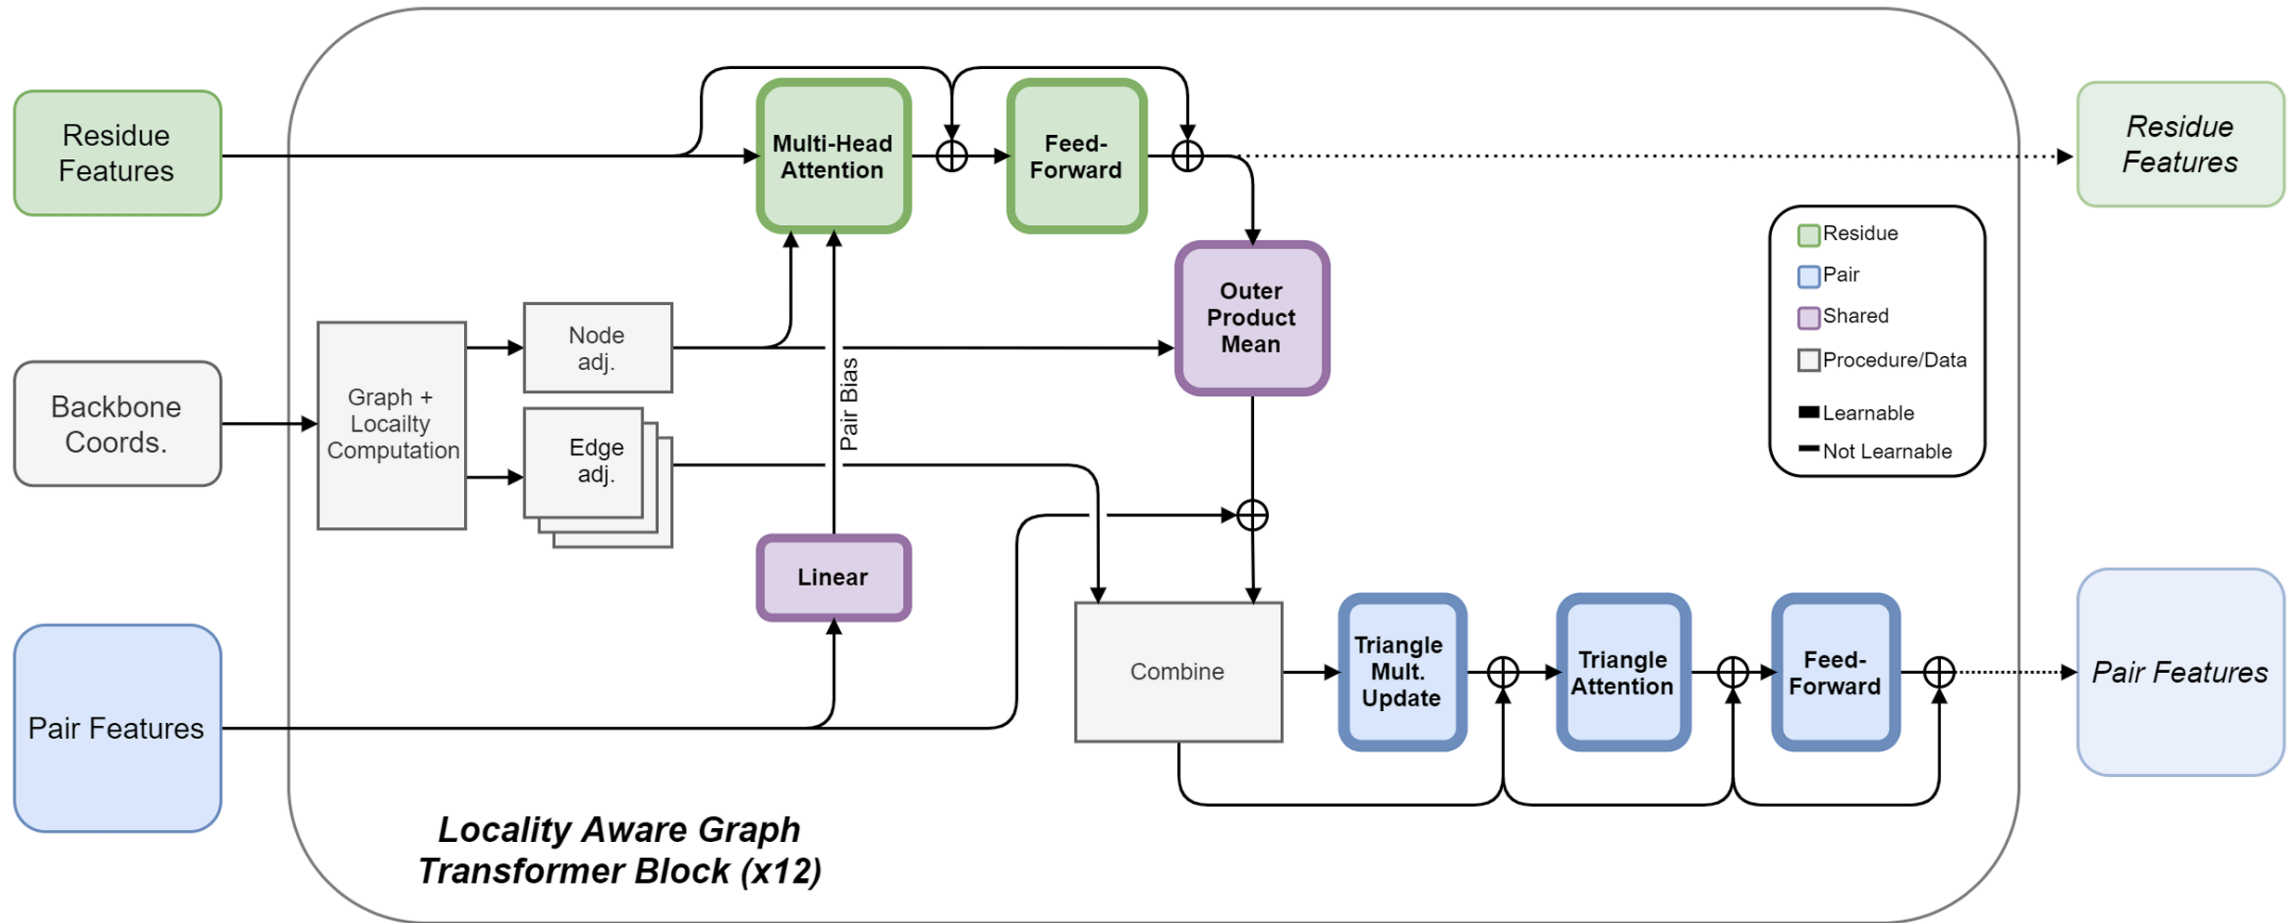 Residue
Features
Backbone
Coords.
Pair Features
Graph +
Locailty
Computation
Node
adj.
Edge
adj.
Multi-Head
Attention
Feed-
Forward
Pair Bias
Linear
Outer
Product
Mean
Combine
Triangle
Mult.
Update
Triangle
Attention
Feed-
Forward
Residue
Pair
Shared
Procedure/Data
Learnable
Not Learnable
Residue
Features
Pair Features
Locality Aware Graph
Transformer Block (x12)